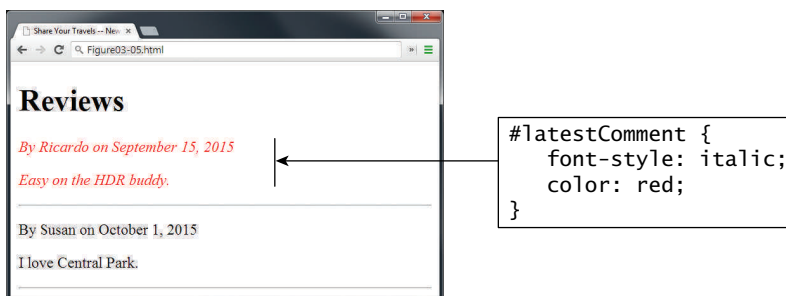 Share Your Travels -- New
Figure03-05.html
Reviews
By Ricardo on September 15, 2015
Easy on the HDR buddy.
By Susan on October 1, 2015
I love Central Park.
#latestComment {
font-style: italic;
color: red;
}